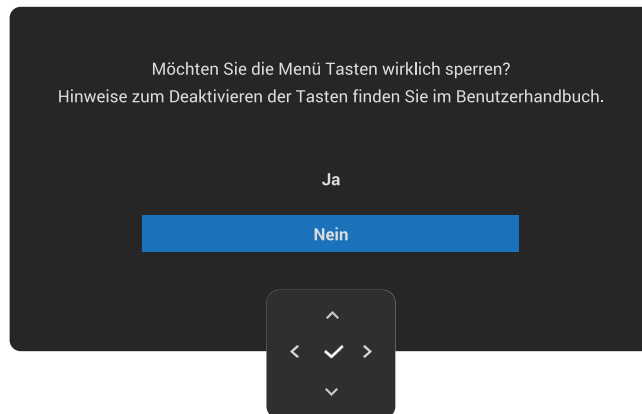 Möchten Sie die Menü Tasten wirklich sperren?
Hinweise zum Deaktivieren der Tasten finden Sie im Benutzerhandbuch.
Ja
Nein